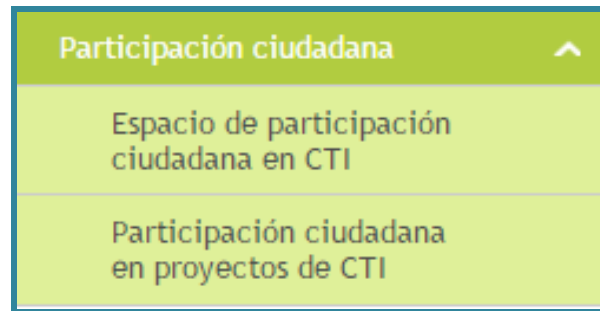 Participación ciudadana
Espacio de participación
ciudadana en CTI
Participación ciudadana
en proyectos de CTI